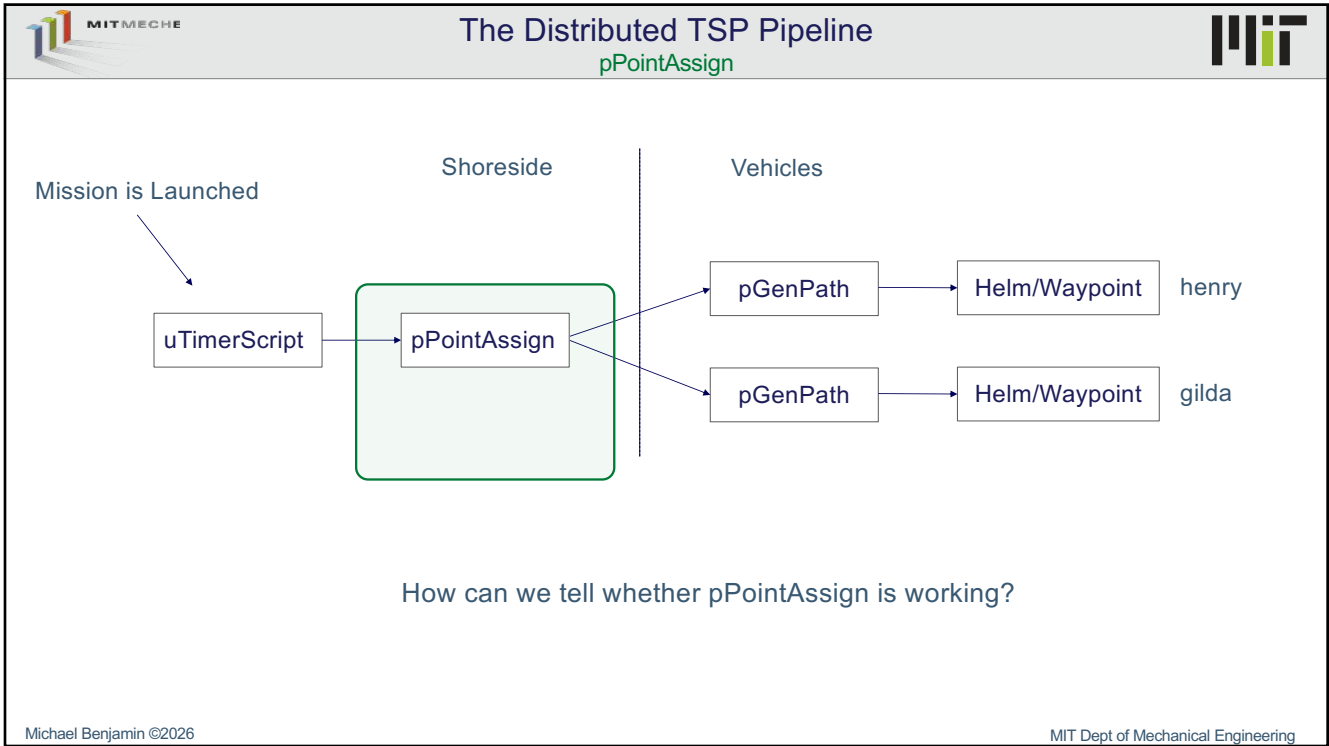 MITMECHE
The Distributed TSP Pipeline
pPointAssign
MIT
Shoreside
Vehicles
Mission is Launched
pGenPath
Helm/Waypoint
henry
uTimerScript
pPointAssign
pGenPath
Helm/Waypoint
gilda
How can we tell whether pPointAssign is working?
Michael Benjamin ©2026
MIT Dept of Mechanical Engineering